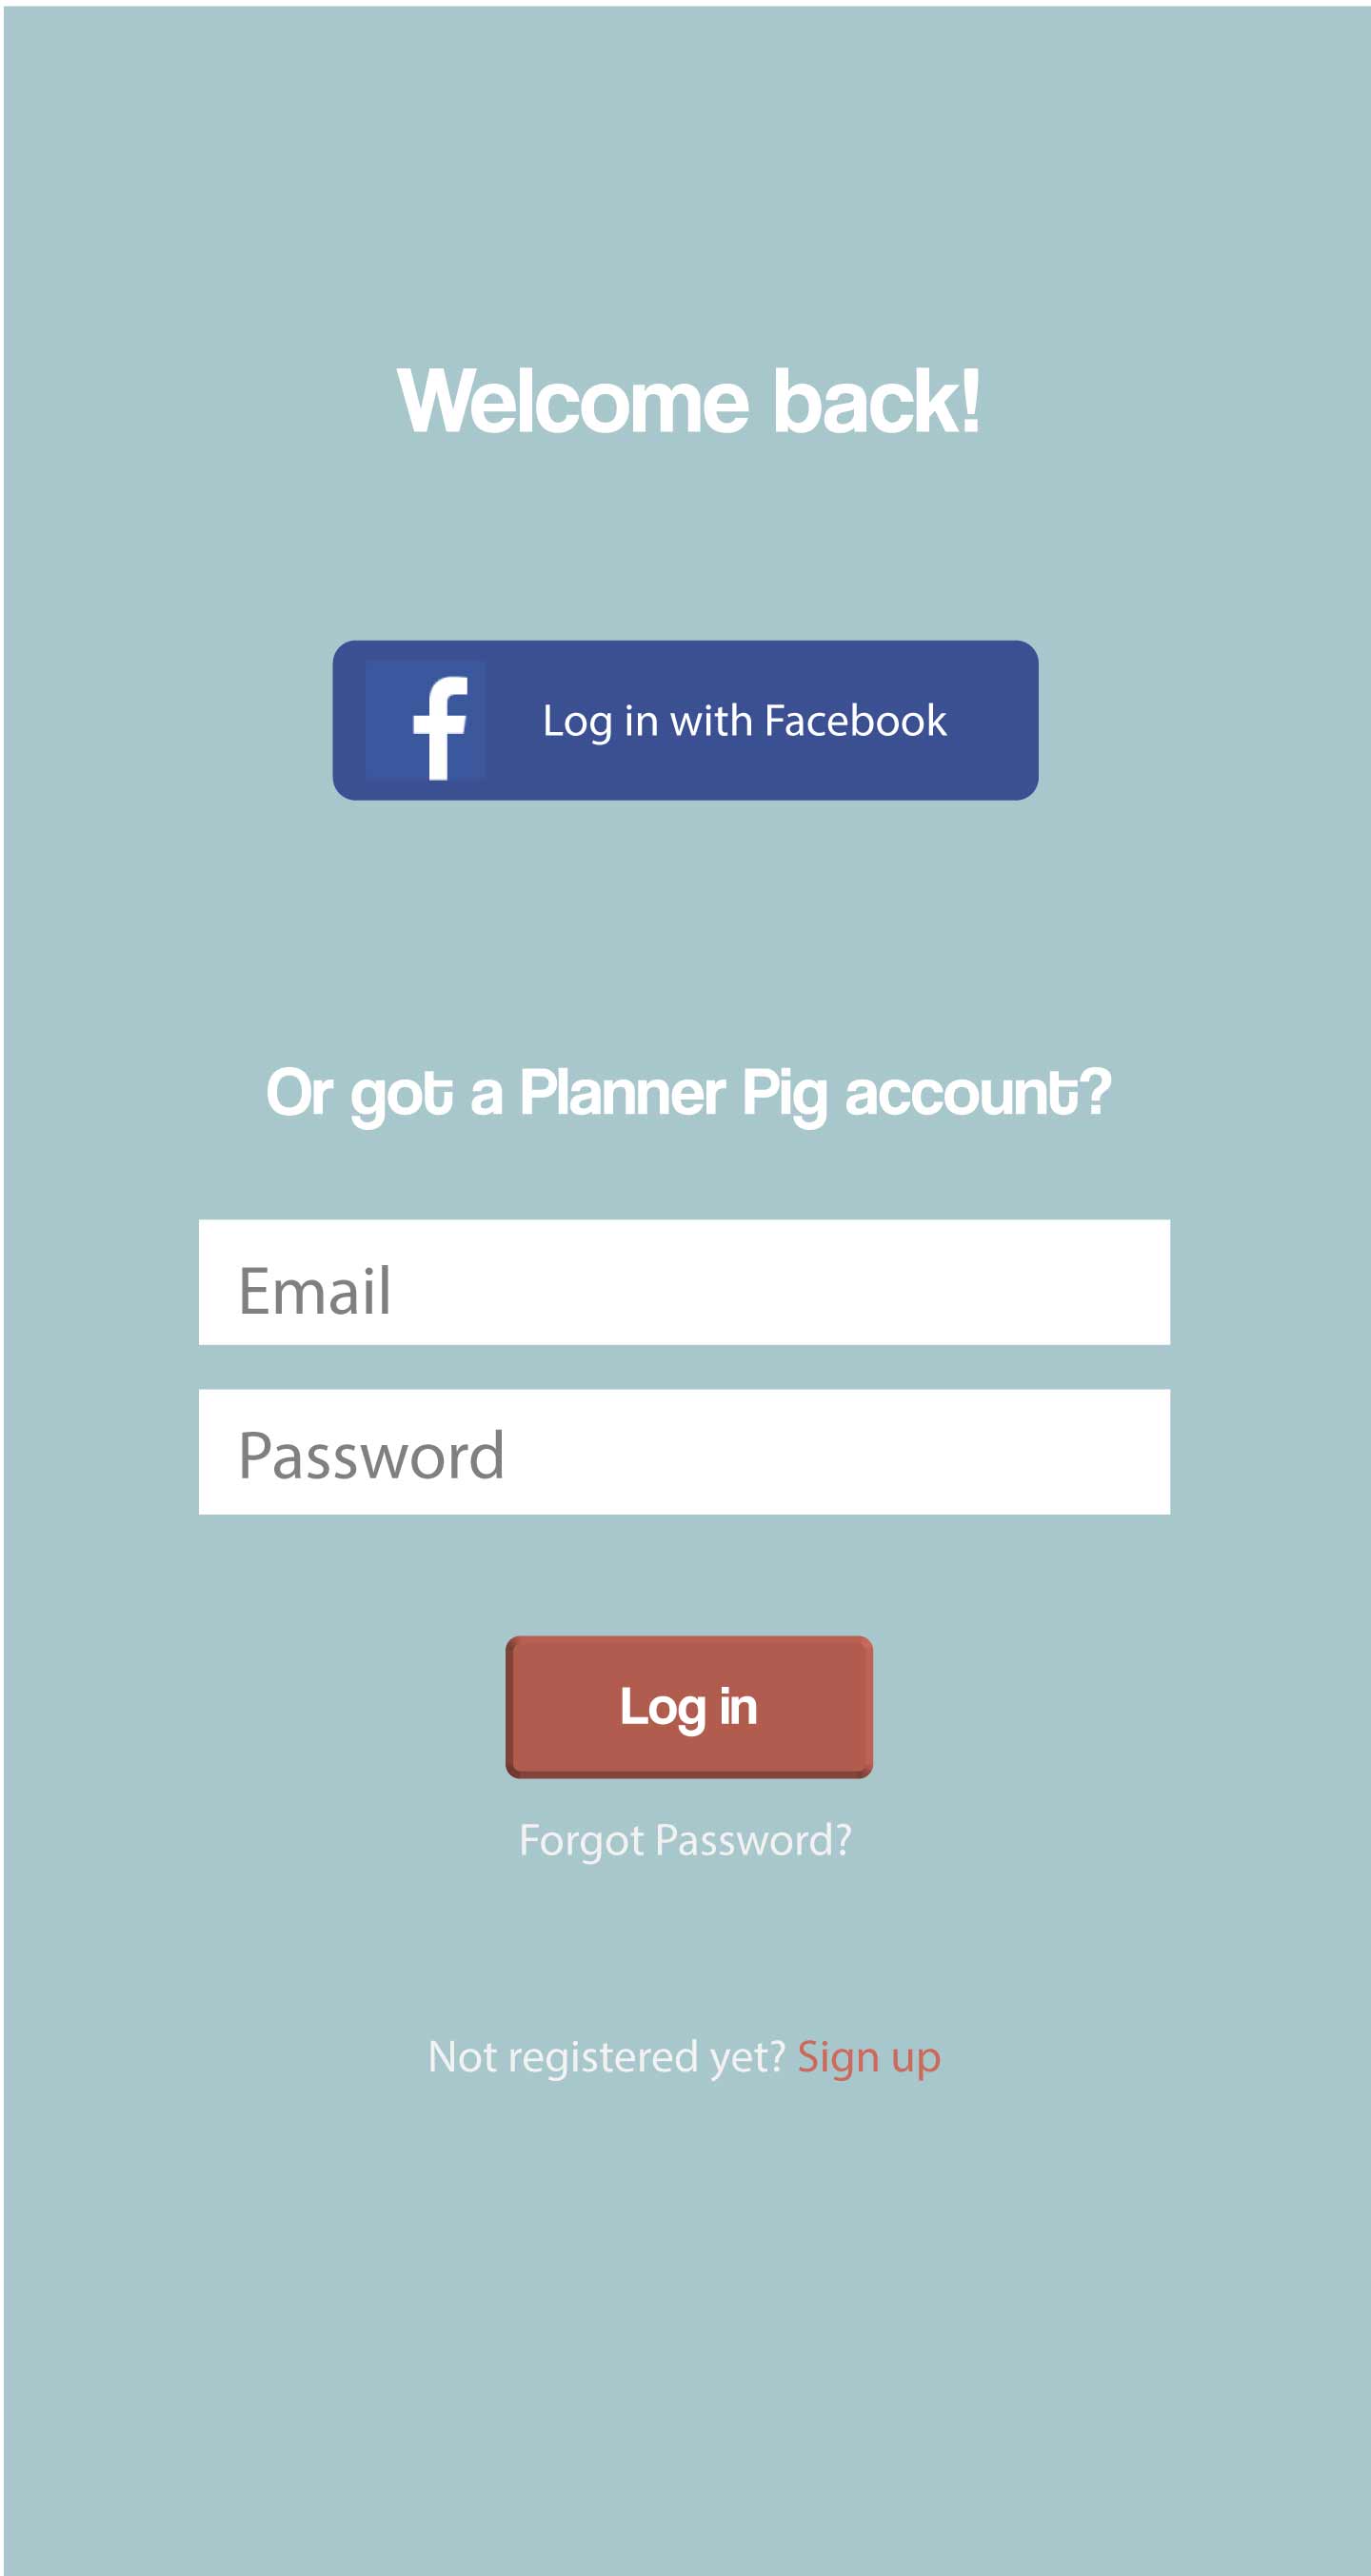 Welcome back!
Log in with Facebook
Or got a Planner Pig account?
Email
Password
Log in
Forgot Password?
Not registered yet? Sign up